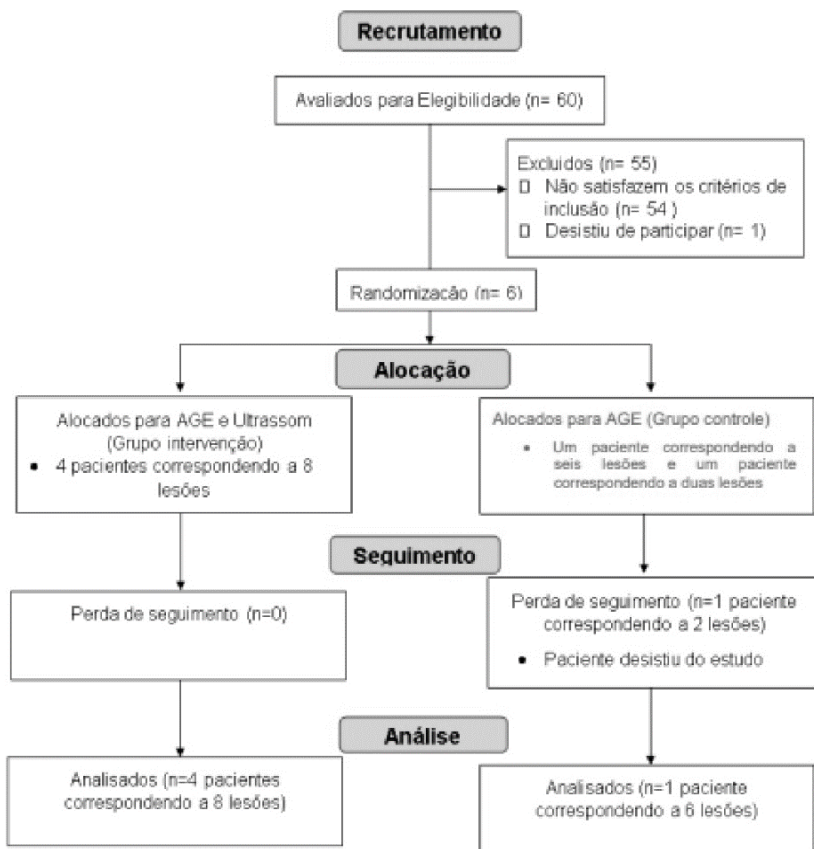 Recrutamento
Avaliados para Elegibilidade (n= 60)
Excluidos (n= 55)
Não satisfazem os critérios de
inclusão (n= 54 )
Desistiu de participar (n= 1)
Randomizacão (n= 6)
Alocação
Alocados para AGE e Ultrassom
(Grupo intervenção)
• 4 pacientes correspondendo a 8
lesões
Alocados para AGE (Grupo controle)
• Um paciente correspondendo a
seis lesões e um paciente
correspondendo a duas lesões
Seguimento
Perda de seguimento (n=0)
Perda de seguimento (n=1 paciente
correspondendo a 2 lesões)
• Paciente desistiu do estudo
Análise
Analisados (n=4 pacientes
correspondendo a 8 lesões)
Analisados (n=1 paciente
correspondendo a 6 lesões)